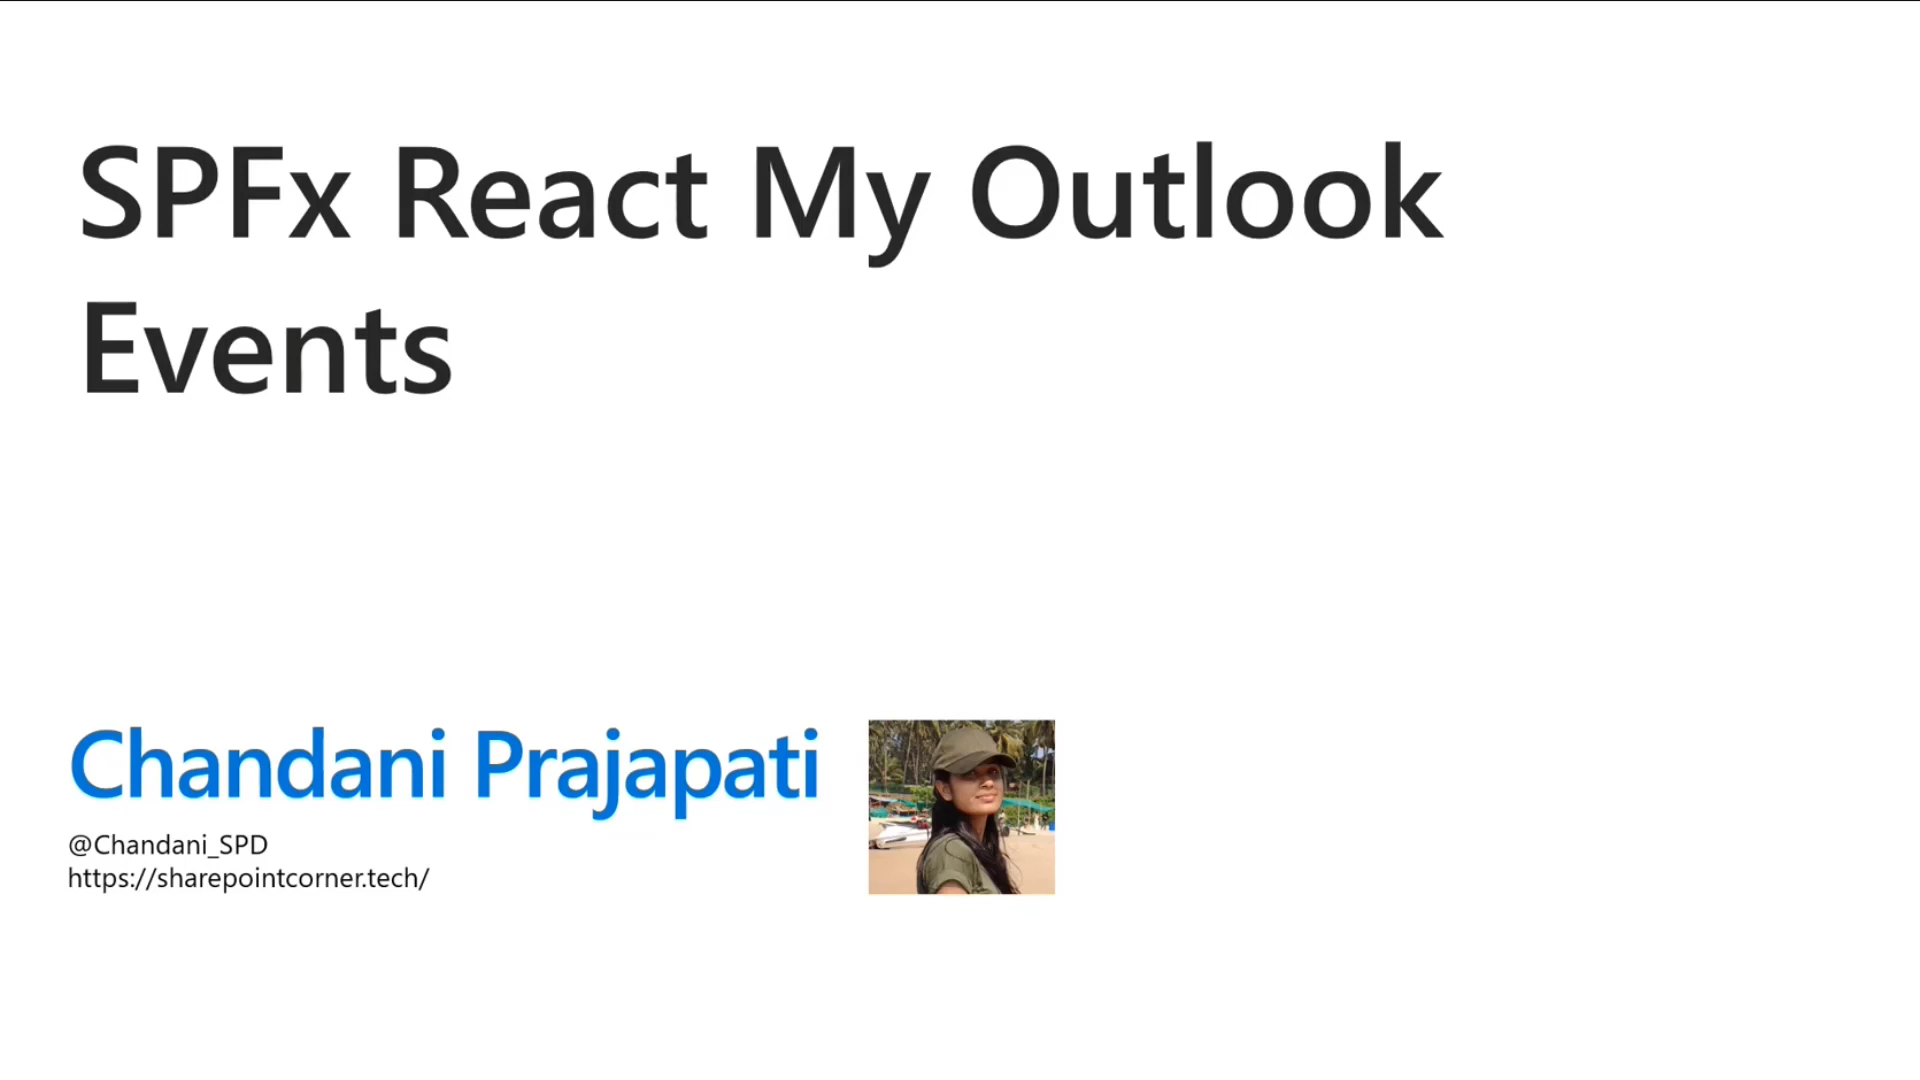 SPFx React My Outlook
Events
Chandani Prajapati
@Chandani_SPD
https://sharepointcorner.tech/